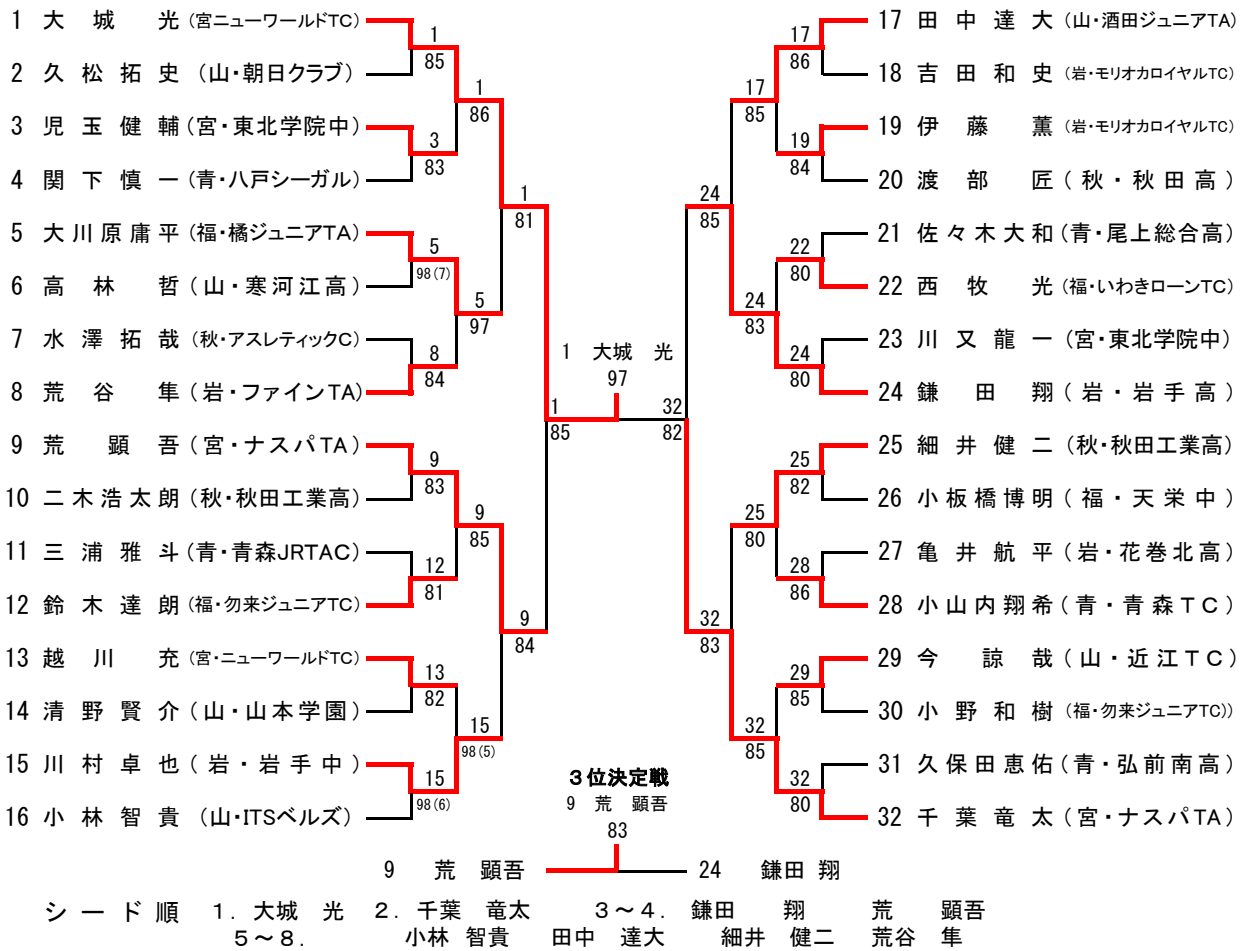 1 大城 光 (宮ニューワールドTC)
2 久松拓史 (山・朝日クラブ)
3 児玉健輔 (宮・東北学院中)
4 関下慎一 (青・八戸シーガル)
5 大川原庸平 (福・橘ジュニアTA)
6 高林 哲 (山・寒河江高)
7 水澤拓哉 (秋・アスレティックC)
8 荒谷 隼 (岩・ファインTA)
9 荒 顕吾 (宮・ナスパTA)
10 二木浩太朗 (秋・秋田工業高)
11 三浦雅斗 (青・青森JRTAC)
12 鈴木達朗 (福・勿来ジュニアTC)
13 越川 充 (宮・ニューワールドTC)
14 清野賢介 (山・山本学園)
15 川村卓也 (岩・岩手中)
16 小林智貴 (山・ITSベルズ)
1
85
3
83
5
98(7)
8
84
9
83
12
81
13
82
15
98(6)
1
86
5
97
9
85
15
98(5)
1
81
9
84
1
85
1 大城 光
97
32
82
24
85
32
83
17
85
24
83
25
80
32
85
17
86
19
84
22
80
24
80
25
82
28
86
29
85
32
80
17 田中達大 (山・酒田ジュニアTA)
18 吉田和史 (岩・モリオカロイヤルTC)
19 伊藤 薫 (岩・モリオカロイヤルTC)
20 渡部 匠 (秋・秋田高)
21 佐々木大和 (青・尾上総合高)
22 西牧 光 (福・いわきローンTC)
23 川又龍一 (宮・東北学院中)
24 鎌田 翔 (岩・岩手高)
25 細井健二 (秋・秋田工業高)
26 小板橋博明 (福・天栄中)
27 亀井航平 (岩・花巻北高)
28 小山内翔希 (青・青森TC)
29 今 諒哉 (山・近江TC)
30 小野和樹 (福・勿来ジュニアTC))
31 久保田恵佑 (青・弘前南高)
32 千葉竜太 (宮・ナスパTA)
3位決定戦
9 荒 顕吾
83
9 荒 顕吾
24 鎌田 翔
シード順 1. 大城 光 2. 千葉 竜太 3～4. 鎌田 翔 荒 顕吾
5～8. 小林 智貴 田中 達大 細井 健二 荒谷 隼